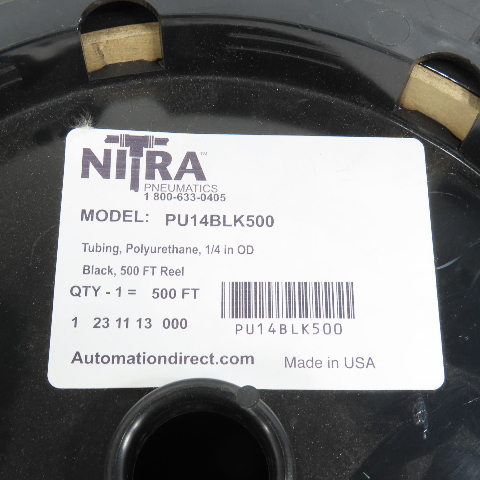 NITRA™
PNEUMATICS
1 800-633-0405
MODEL: PU14BLK500
Tubing, Polyurethane, 1/4 in OD
Black, 500 FT Reel
QTY - 1 = 500 FT
1 23 11 13 000
PU14BLK500
Automationdirect.com Made in USA